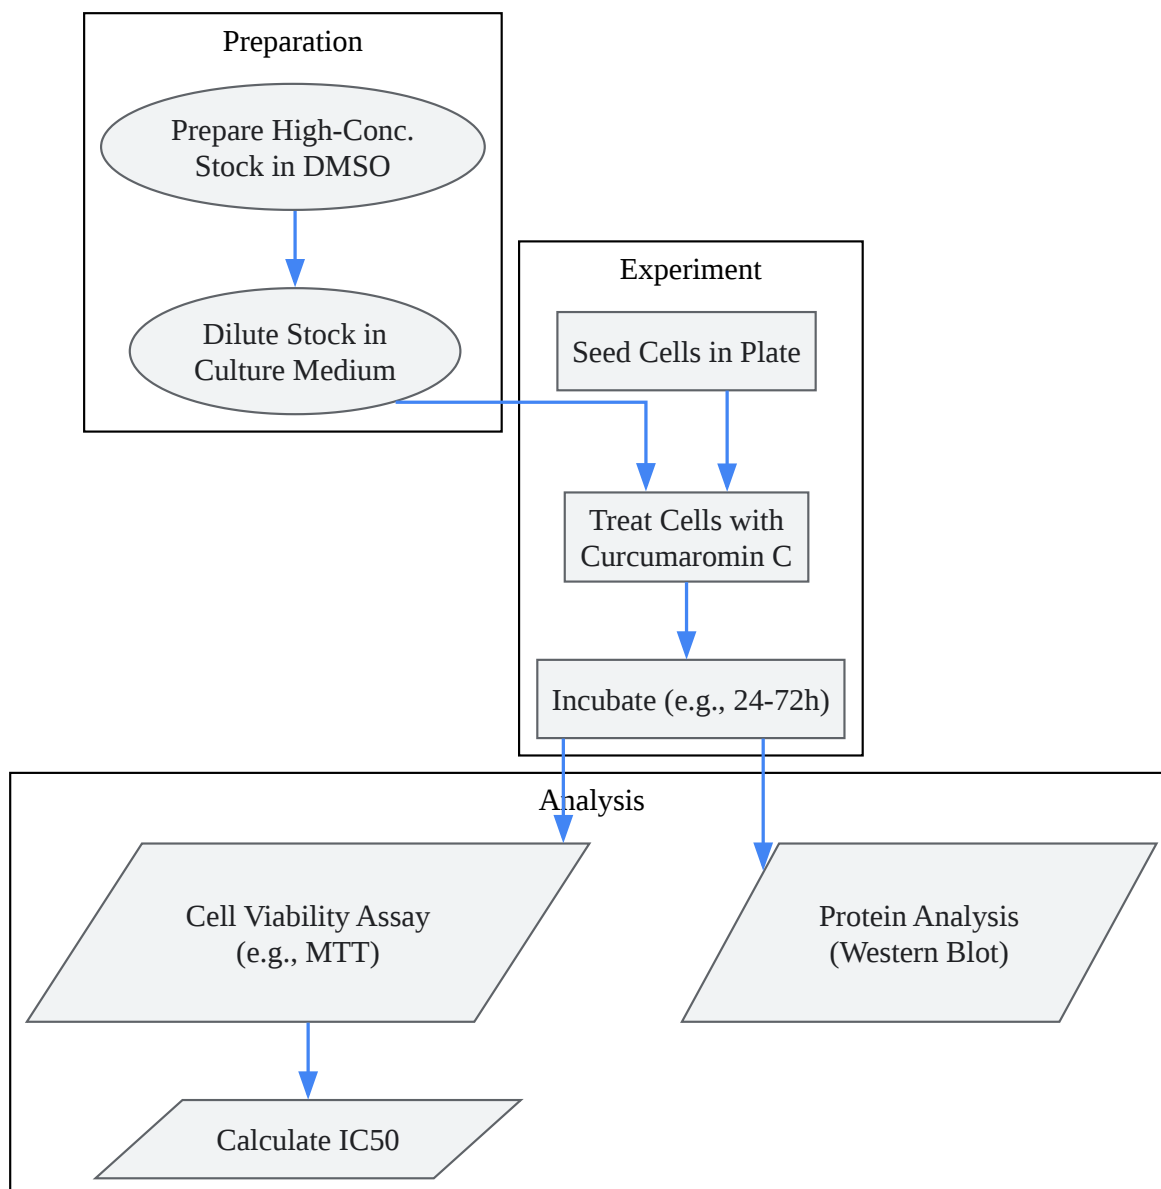 Preparation
Prepare High-Conc.
Stock in DMSO
Dilute Stock in
Culture Medium
Experiment
Seed Cells in Plate
Treat Cells with
Curcumaromin C
Incubate (e.g., 24-72h)
Analysis
Cell Viability Assay
(e.g., MTT)
Protein Analysis
(Western Blot)
Calculate IC50